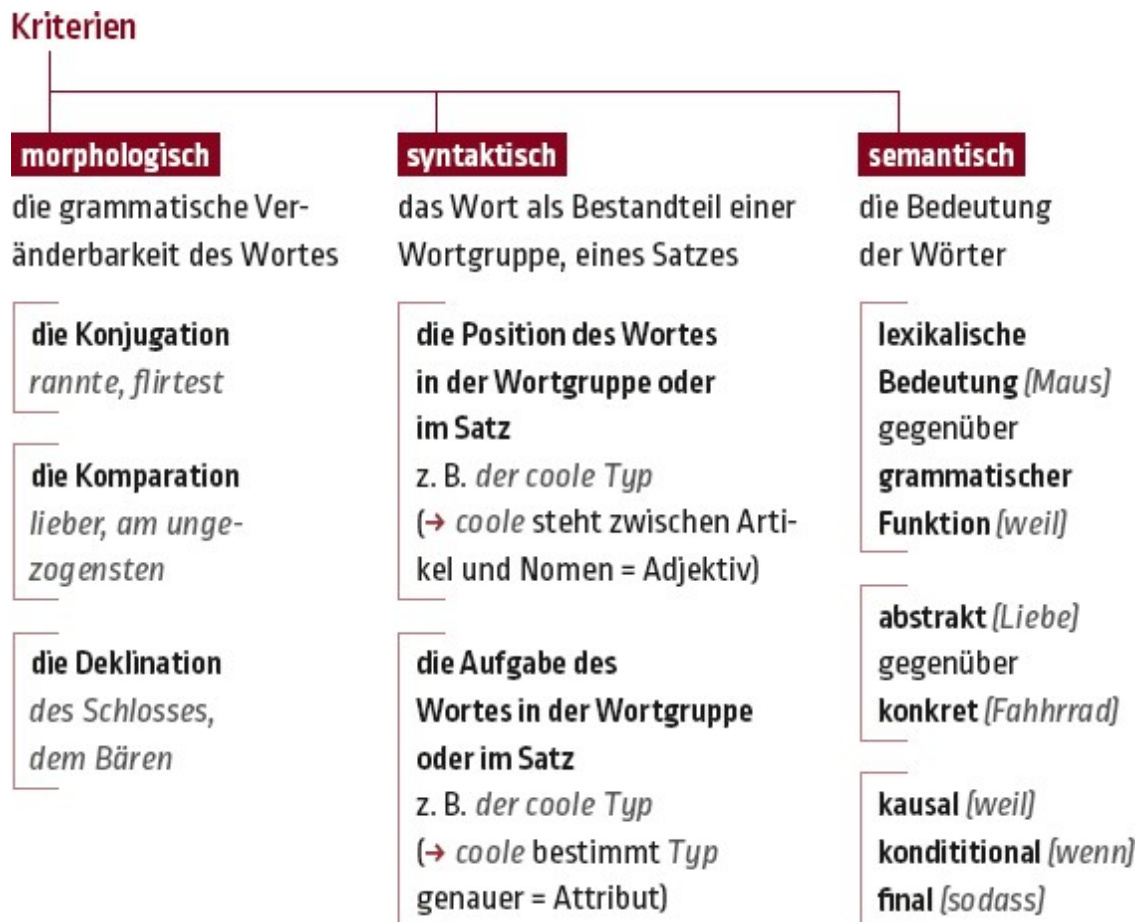 Kriterien
morphologisch
die grammatische Ver-
änderbarkeit des Wortes
die Konjugation
rannte, flirtest
die Komparation
lieber, am unge-
zogensten
die Deklination
des Schlosses,
dem Bären
syntaktisch
das Wort als Bestandteil einer
Wortgruppe, eines Satzes
die Position des Wortes
in der Wortgruppe oder
im Satz
z. B. der coole Typ
(→ coole steht zwischen Arti-
kel und Nomen = Adjektiv)
die Aufgabe des
Wortes in der Wortgruppe
oder im Satz
z. B. der coole Typ
(→ coole bestimmt Typ
genauer = Attribut)
semantisch
die Bedeutung
der Wörter
lexikalische
Bedeutung (Maus)
gegenüber
grammatischer
Funktion (weil)
abstrakt (Liebe)
gegenüber
konkret (Fahhrrad)
kausal (weil)
kondititional (wenn)
final (sodass)